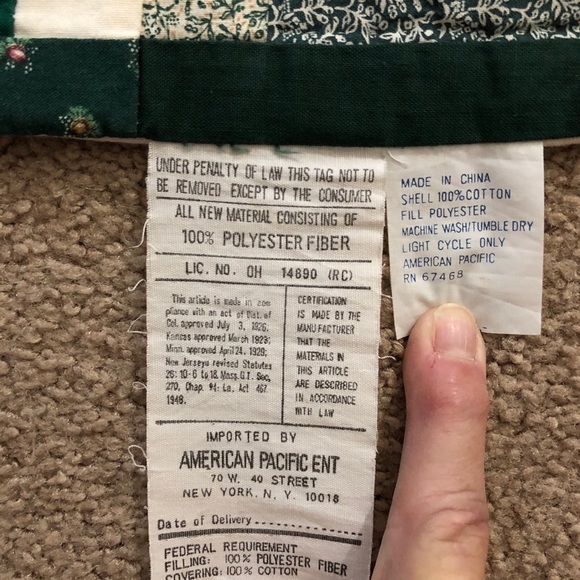 UNDER PENALTY OF LAW THIS TAG NOT TO
BE REMOVED EXCEPT BY THE CONSUMER
ALL NEW MATERIAL CONSISTING OF
100% POLYESTER FIBER
LIC. NO. OH 14890 (RC)
This article is made in com
pliance with an act of Dist. of
Col. approved July 3, 1926,
Kansas approved March 1923;
Minn. approved April 24, 1929;
New Jerseys revised Statutes
26: 10-6 to 18. Mass. G.T. Sec,
270, Chap. 94: La. Act 467,
1948.
CERTIFICATION
IS MADE BY THE
MANUFACTURER
THAT THE
MATERIALS IN
THIS ARTICLE
ARE DESCRIBED
IN ACCORDANCE
WITH LAW
IMPORTED BY
AMERICAN PACIFIC ENT
70 W. 40 STREET
NEW YORK, N. Y. 10018
Date of Delivery
FEDERAL REQUIREMENT
FILLING: 100% POLYESTER FIBER
COVERING: 100% COTTON
MADE IN CHINA
SHELL 100% COTTON
FILL POLYESTER
MACHINE WASH/TUMBLE DRY
LIGHT CYCLE ONLY
AMERICAN PACIFIC
RN 67468